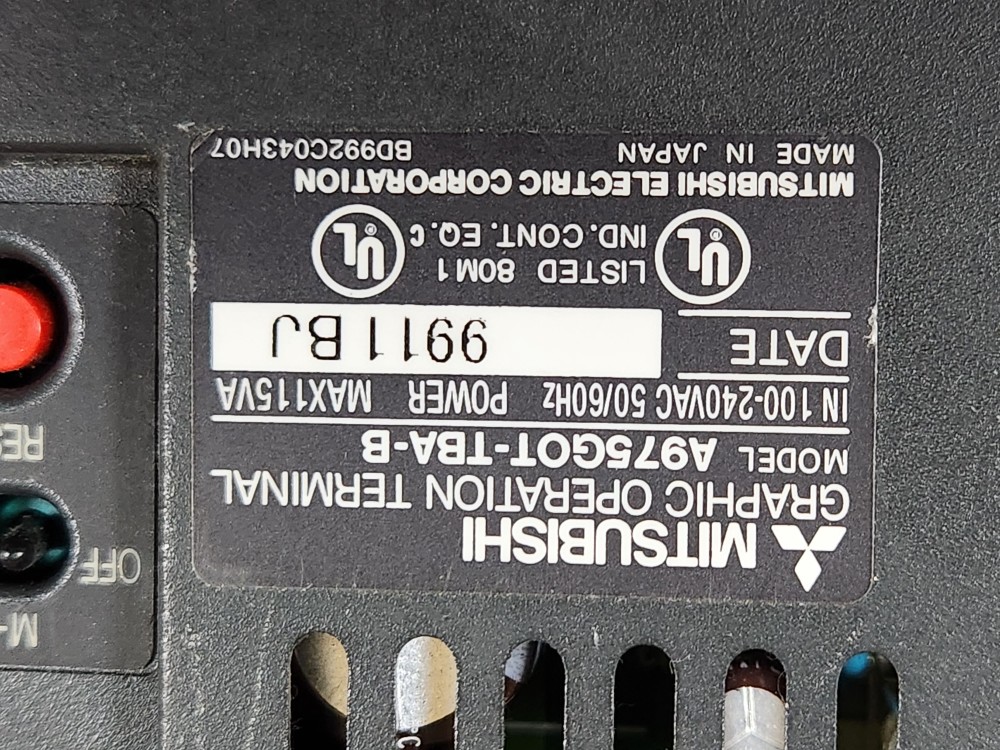 MITSUBISHI
GRAPHIC OPERATION TERMINAL
MODEL A975GOT-TBA-B
IN 100-240VAC 50/60Hz POWER MAX115VA
DATE 9911BJ
UL ® LISTED 80M1 UL ®
IND. CONT. EQ. C
MITSUBISHI ELECTRIC CORPORATION
MADE IN JAPAN BD992C043H07
OFF
°C